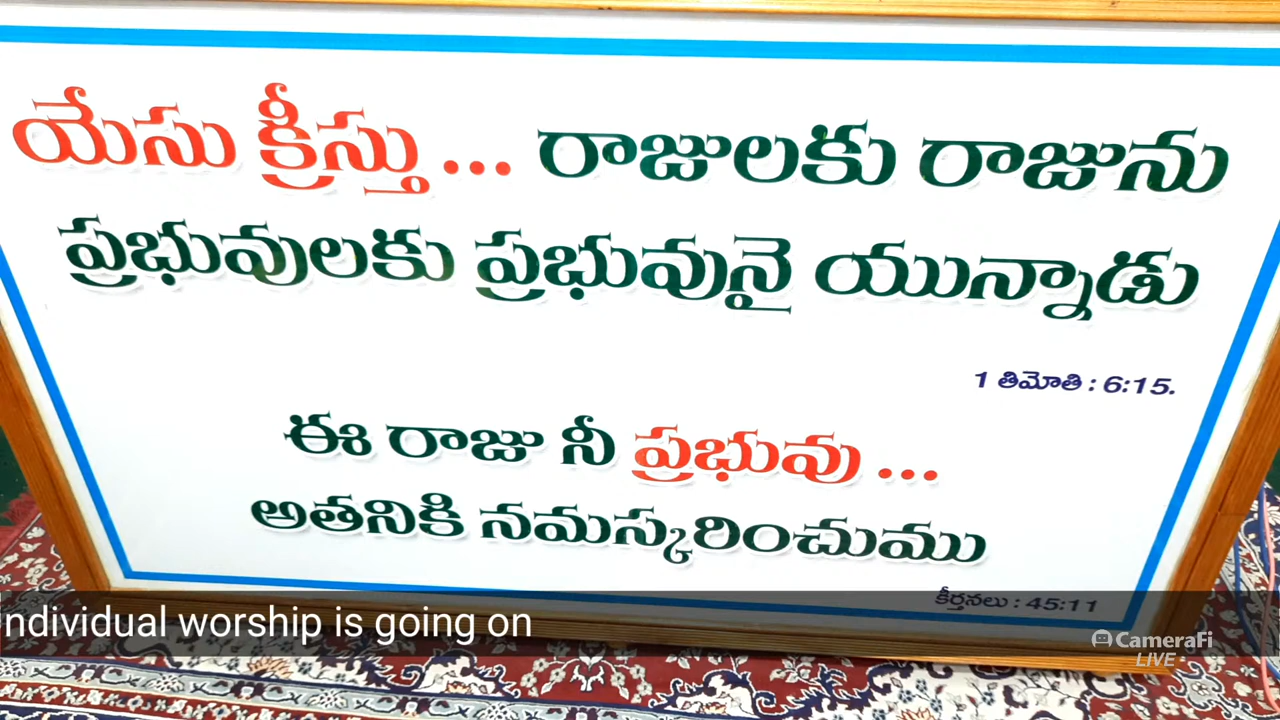 యేసు క్రీస్తు ... రాజులకు రాజును
ప్రభువులకు ప్రభువునై యున్నాడు
1 తిమోతి : 6:15.
ఈ రాజు నీ ప్రభువు ...
అతనికి నమస్కరించుము
కీర్తనలు : 45:11
ndividual worship is going on
CameraFi
LIVE